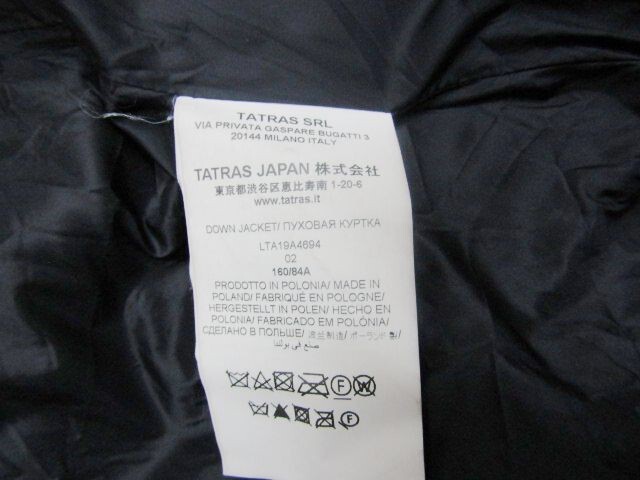 TATRAS SRL
VIA PRIVATA GASPARE BUGATTI 3
20144 MILANO ITALY
TATRAS JAPAN 株式会社
東京都渋谷区恵比寿南 1-20-6
www.tatras.it
DOWN JACKET/ ПУХОВАЯ КУРТКА
LTA19A4694
02
160/84A
PRODOTTO IN POLONIA/ MADE IN
POLAND/ FABRIQUÉ EN POLOGNE/
HERGESTELLT IN POLEN/ HECHO EN
POLONIA/ FABRICADO EM POLÓNIA/
СДЕЛАНО В ПОЛЬШЕ/ 波兰制造/ ポーランド製/
صنع في بولندا